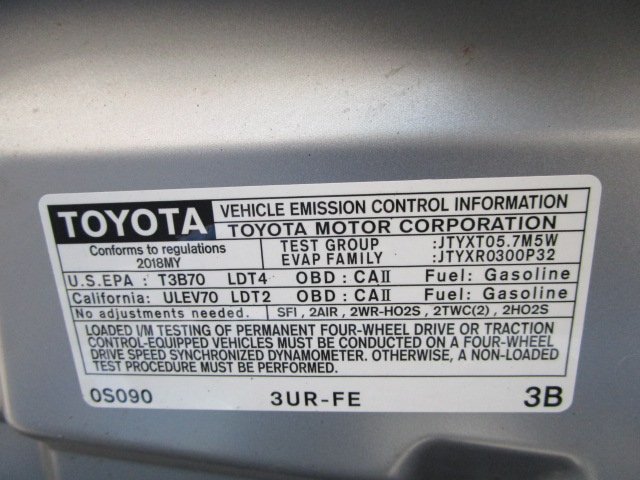 TOYOTA VEHICLE EMISSION CONTROL INFORMATION
TOYOTA MOTOR CORPORATION
Conforms to regulations
2018MY
TEST GROUP :JTYXT05.7M5W
EVAP FAMILY :JTYXR0300P32
U.S.EPA : T3B70 LDT4 OBD : CAII Fuel: Gasoline
California: ULEV70 LDT2 OBD : CAII Fuel: Gasoline
No adjustments needed. SFI , 2AIR , 2WR-HO2S , 2TWC(2) , 2HO2S
LOADED I/M TESTING OF PERMANENT FOUR-WHEEL DRIVE OR TRACTION
CONTROL-EQUIPPED VEHICLES MUST BE CONDUCTED ON A FOUR-WHEEL
DRIVE SPEED SYNCHRONIZED DYNAMOMETER. OTHERWISE, A NON-LOADED
TEST PROCEDURE MUST BE PERFORMED.
0S090 3UR-FE 3B